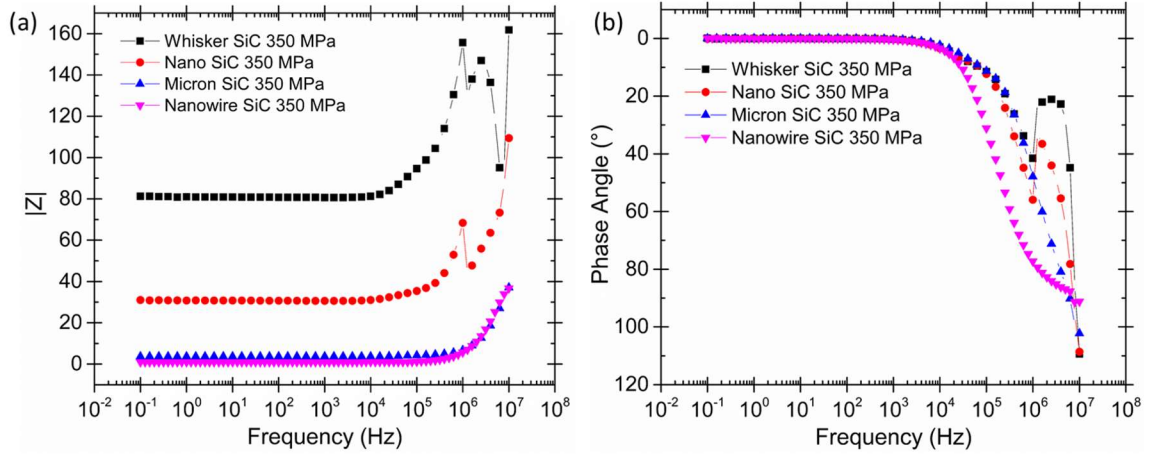 (a)
160
140
120
100
80
60
40
20
0
|Z|
Whisker SiC 350 MPa
Nano SiC 350 MPa
Micron SiC 350 MPa
Nanowire SiC 350 MPa
10⁻² 10⁻¹ 10⁰ 10¹ 10² 10³ 10⁴ 10⁵ 10⁶ 10⁷ 10⁸
Frequency (Hz)
(b)
0
20
40
60
80
100
120
Phase Angle (°)
Whisker SiC 350 MPa
Nano SiC 350 MPa
Micron SiC 350 MPa
Nanowire SiC 350 MPa
10⁻² 10⁻¹ 10⁰ 10¹ 10² 10³ 10⁴ 10⁵ 10⁶ 10⁷ 10⁸
Frequency (Hz)